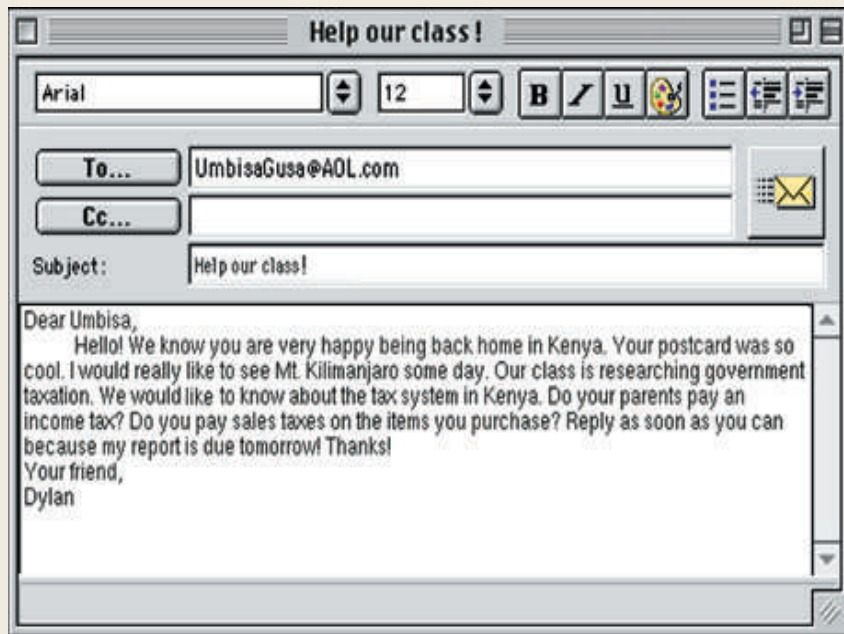 Help our class!
Arial
12
B I U
To...
UmbisaGusa@AOL.com
Cc...
Subject:
Help our class!
Dear Umbisa,
Hello! We know you are very happy being back home in Kenya. Your postcard was so
cool. I would really like to see Mt. Kilimanjaro some day. Our class is researching government
taxation. We would like to know about the tax system in Kenya. Do your parents pay an
income tax? Do you pay sales taxes on the items you purchase? Reply as soon as you can
because my report is due tomorrow! Thanks!
Your friend,
Dylan